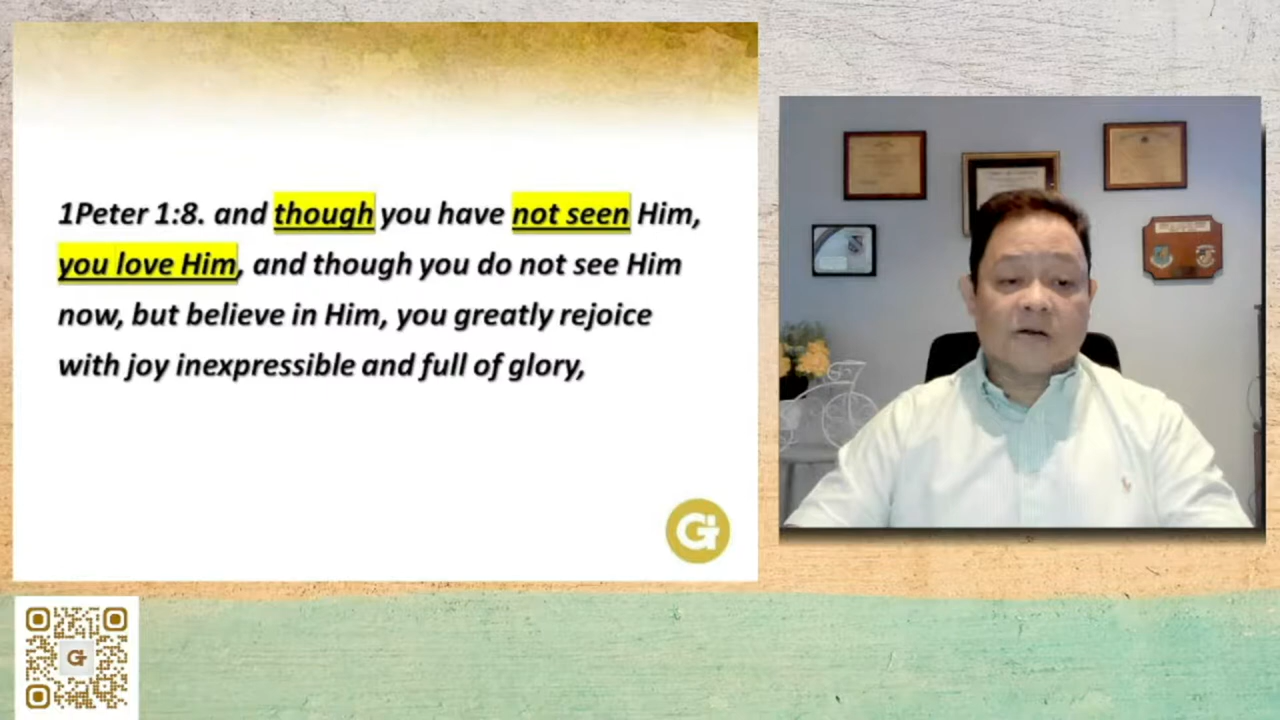 1Peter 1:8. and though you have not seen Him,
you love Him, and though you do not see Him
now, but believe in Him, you greatly rejoice
with joy inexpressible and full of glory,